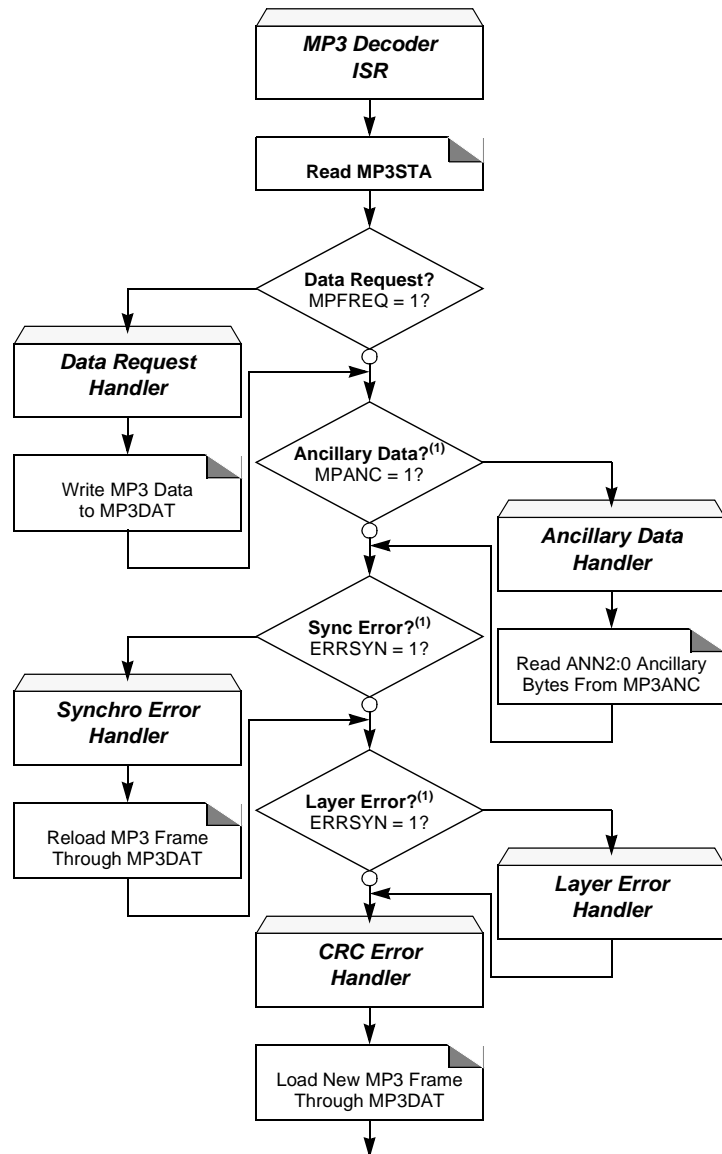 MP3 Decoder
ISR
Read MP3STA
Data Request?
MPFREQ = 1?
Data Request
Handler
Write MP3 Data
to MP3DAT
Ancillary Data?(1)
MPANC = 1?
Ancillary Data
Handler
Read ANN2:0 Ancillary
Bytes From MP3ANC
Sync Error?(1)
ERRSYN = 1?
Synchro Error
Handler
Reload MP3 Frame
Through MP3DAT
Layer Error?(1)
ERRSYN = 1?
Layer Error
Handler
CRC Error
Handler
Load New MP3 Frame
Through MP3DAT